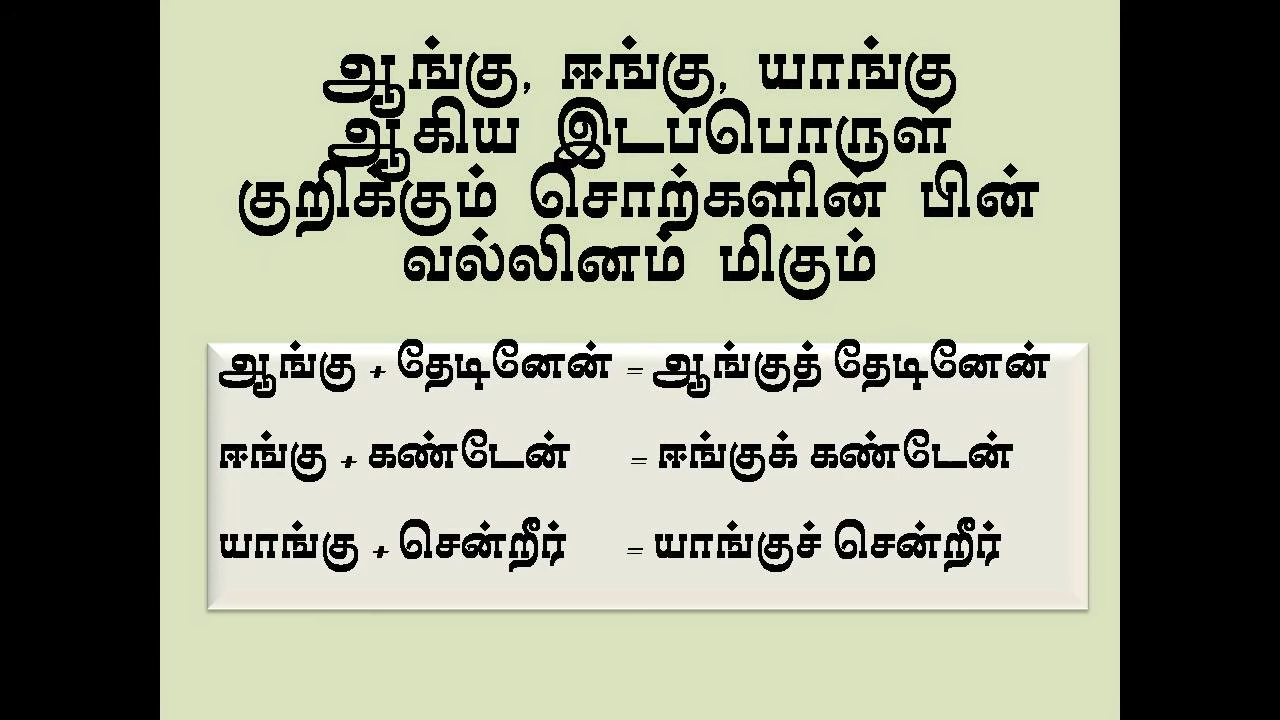 ஆங்கு, ஈங்கு, யாங்கு
ஆகிய இடப்பொருள்
குறிக்கும் சொற்களின் பின்
வல்லினம் மிகும்
ஆங்கு + தேடினேன் = ஆங்குத் தேடினேன்
ஈங்கு + கண்டேன் = ஈங்குக் கண்டேன்
யாங்கு + சென்றீர் = யாங்குச் சென்றீர்